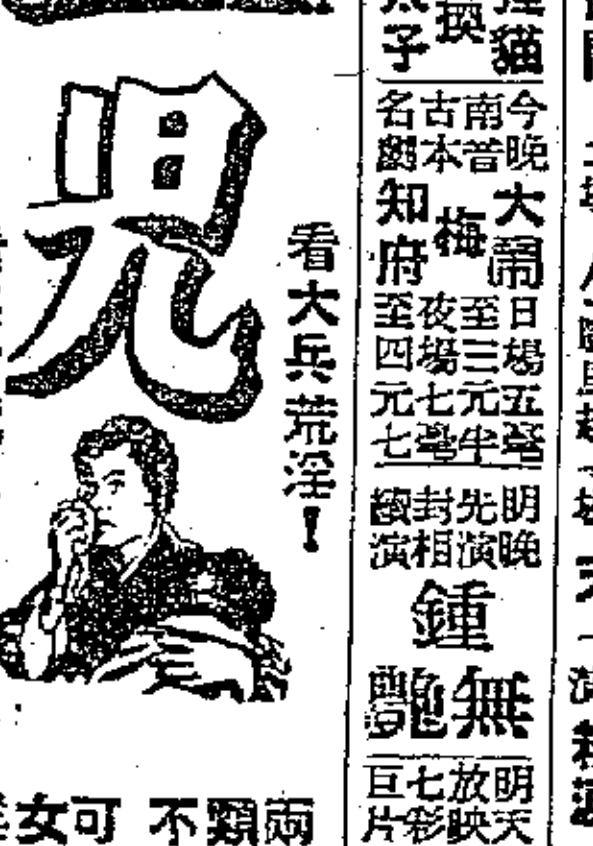 貓
換
子
今晚
南普
古本
名劇
大鬧
梅
知府
日場五毫
至三元半
夜場七毫
至四元七
明晚
先演
封相
續演
鍾
無艷
明天
放映
七彩
巨片
兒
看大兵荒淫！
兩類不可女